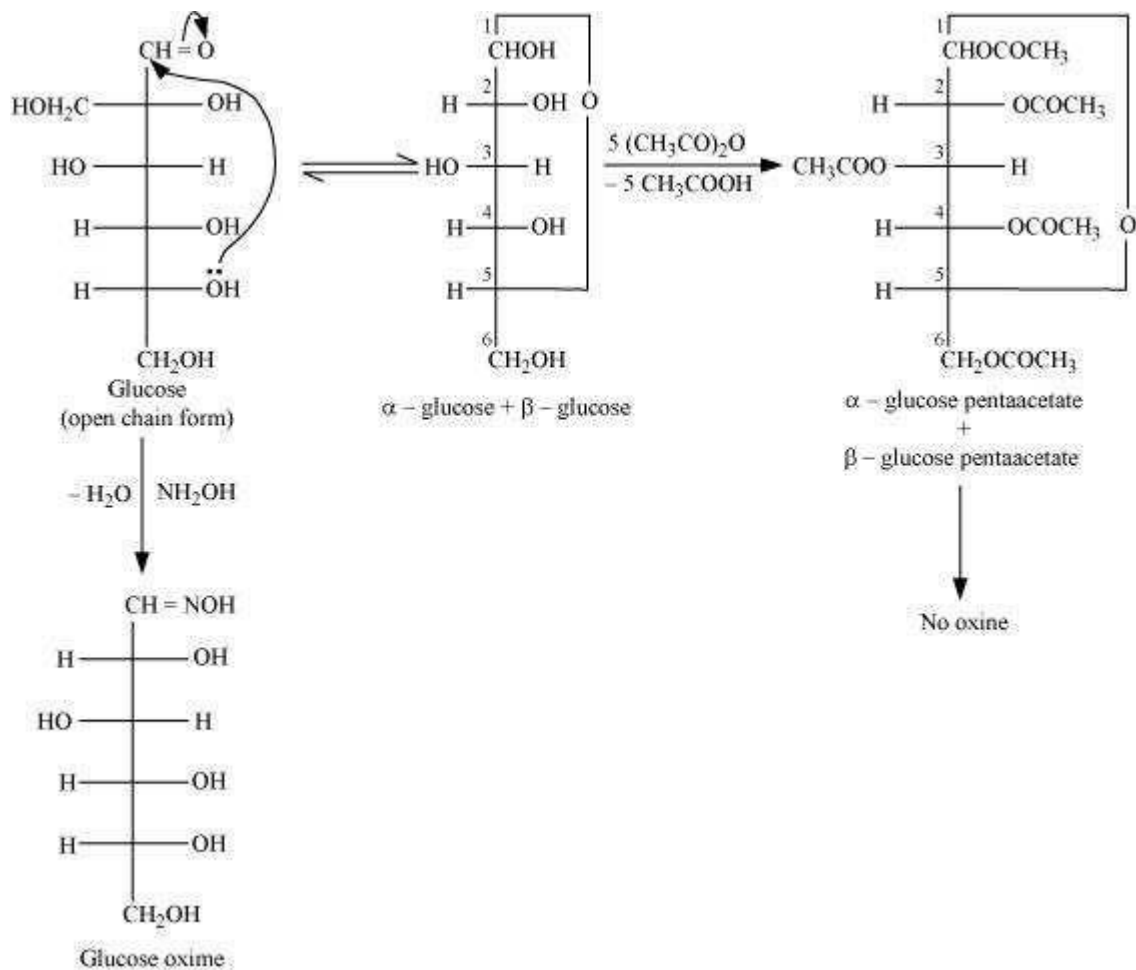 CH = O
HOH₂C OH
HO H
H OH
H OH
CH₂OH
Glucose
(open chain form)
1
CHOH
2
H OH O
3
HO H
4
H OH
5
H
6
CH₂OH
α – glucose + β – glucose
5 (CH₃CO)₂O
– 5 CH₃COOH
1
CHOCOCH₃
2
H OCOCH₃
3
CH₃COO H
4
H OCOCH₃ O
5
H
6
CH₂OCOCH₃
α – glucose pentaacetate
+
β – glucose pentaacetate
– H₂O NH₂OH
No oxine
CH = NOH
H OH
HO H
H OH
H OH
CH₂OH
Glucose oxime